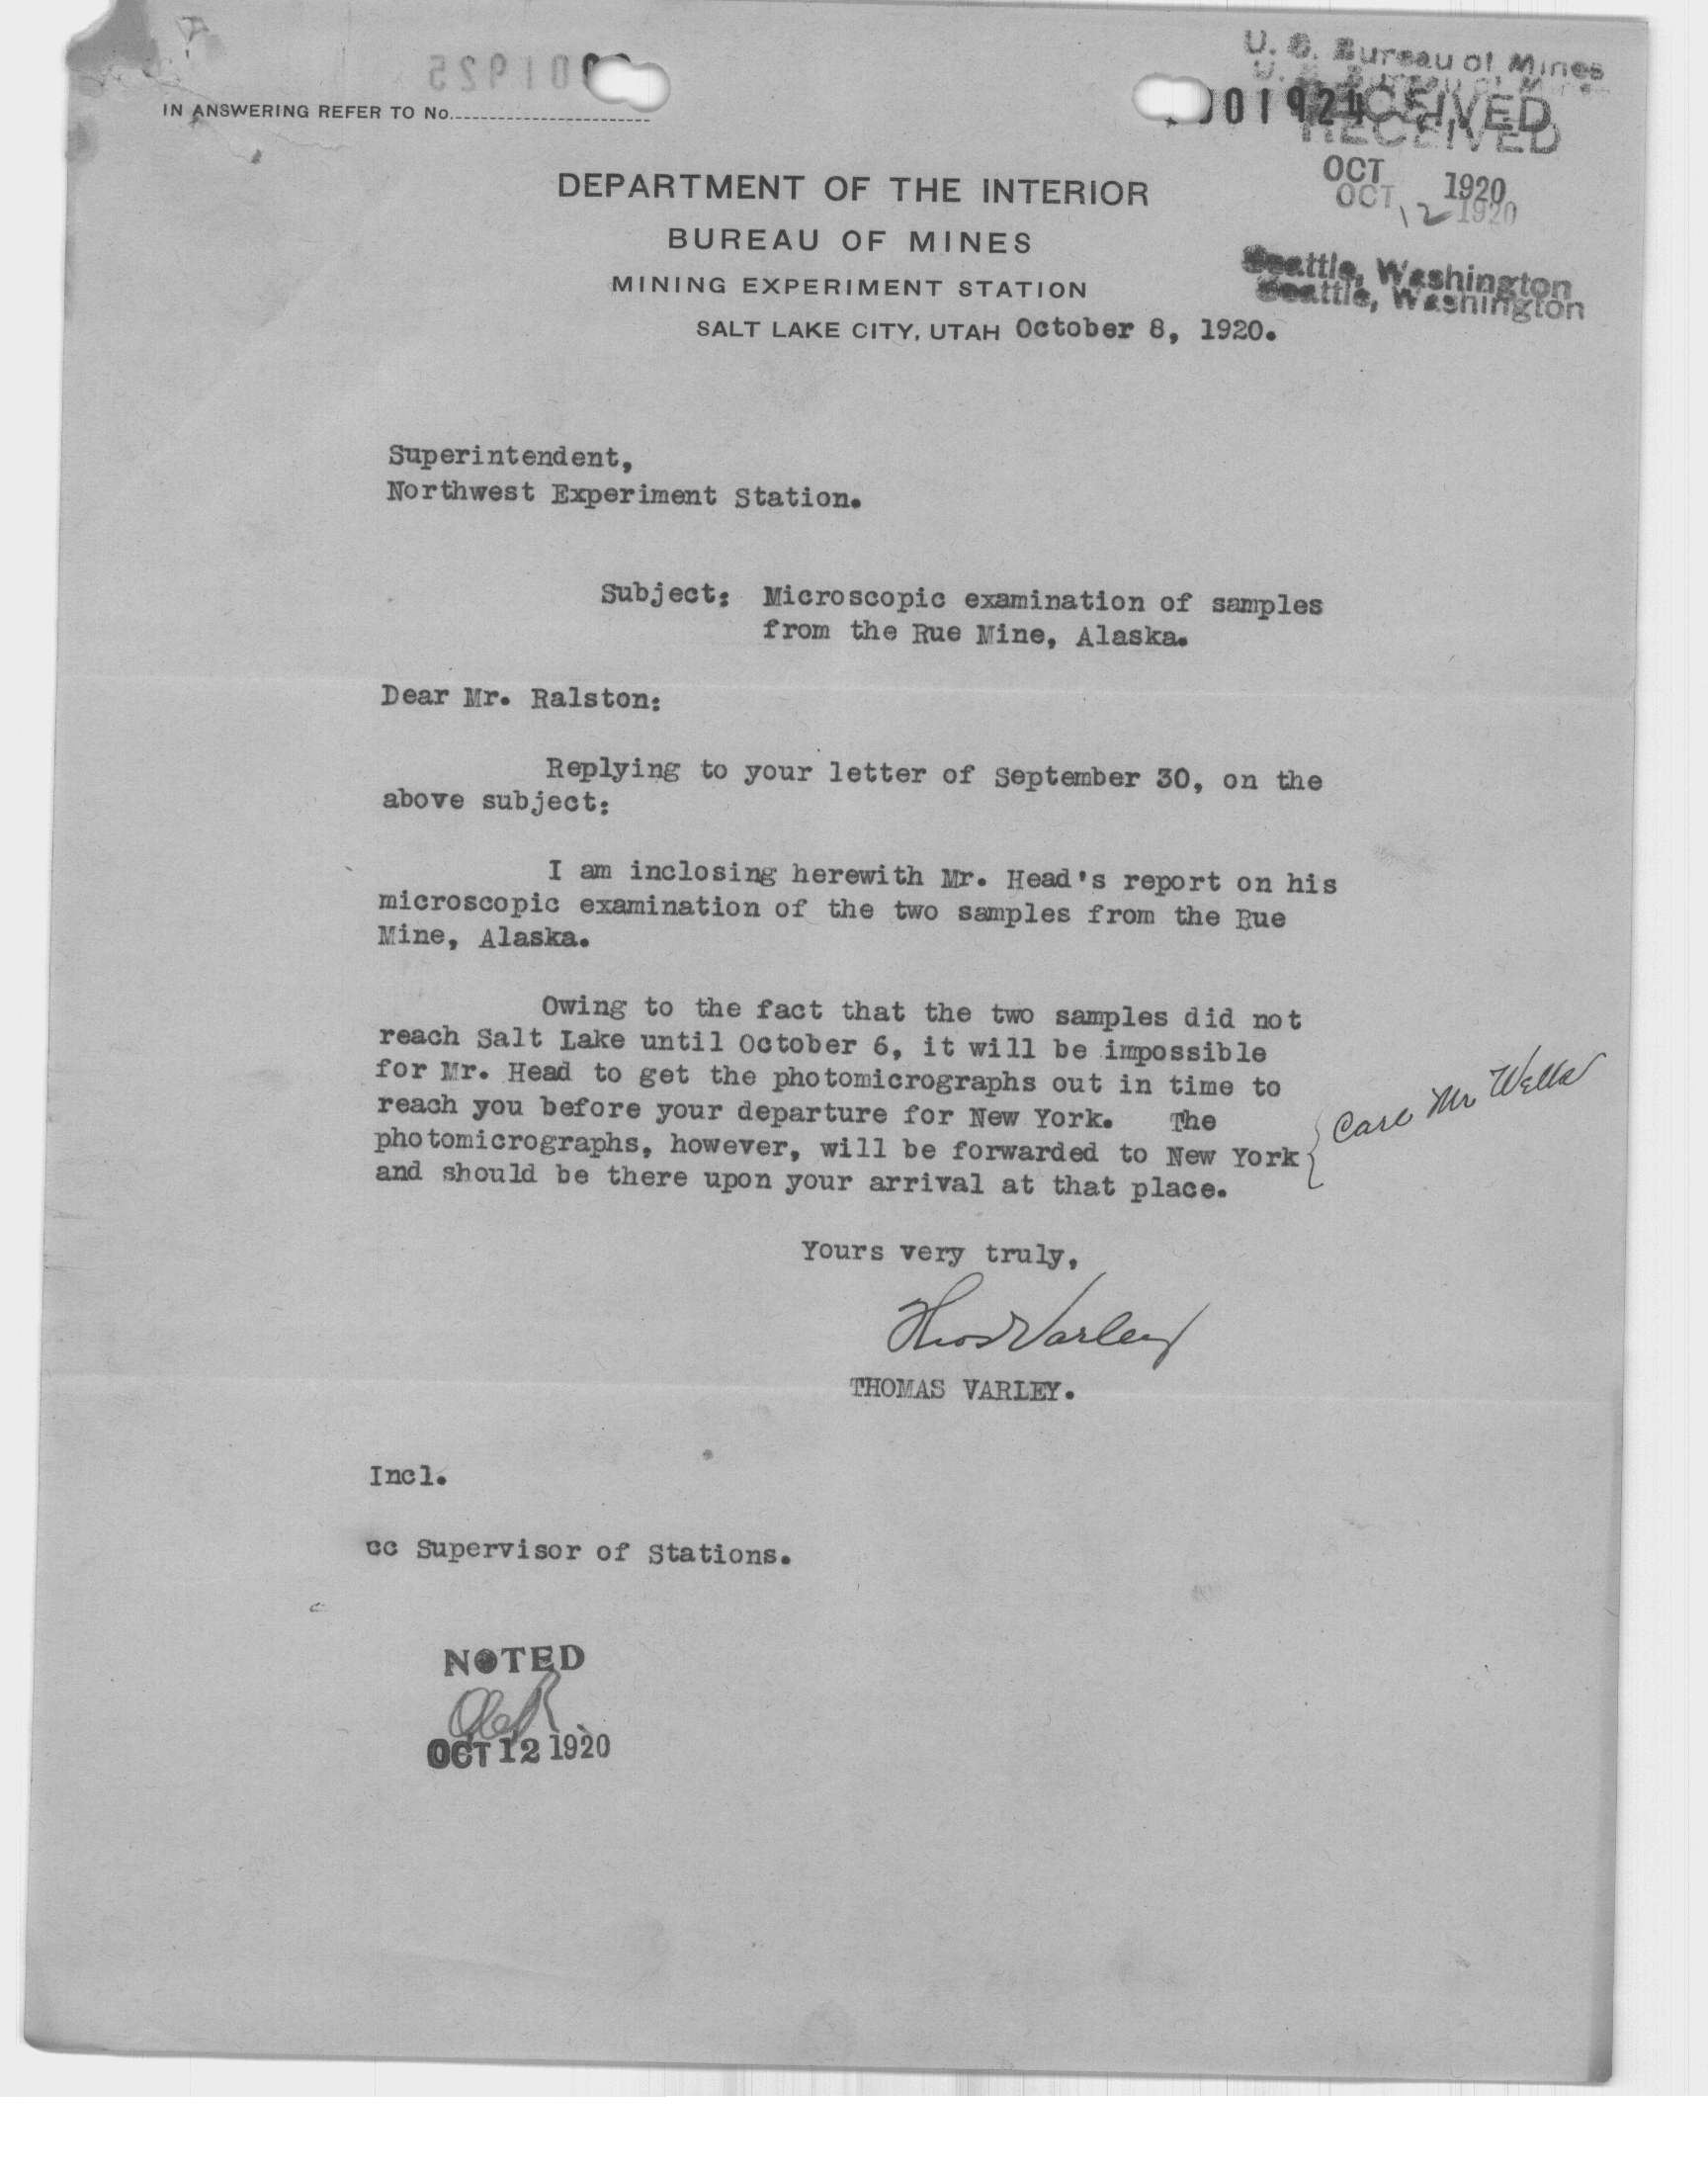 U. S. Bureau of Mines
001925
001924
RECEIVED
IN ANSWERING REFER TO No.
OCT 1920
OCT 12 1920
DEPARTMENT OF THE INTERIOR
BUREAU OF MINES
MINING EXPERIMENT STATION
Seattle, Washington
Seattle, Washington
SALT LAKE CITY, UTAH October 8, 1920.
Superintendent,
Northwest Experiment Station.
Subject: Microscopic examination of samples
from the Rue Mine, Alaska.
Dear Mr. Ralston:
Replying to your letter of September 30, on the
above subject:
I am inclosing herewith Mr. Head's report on his
microscopic examination of the two samples from the Rue
Mine, Alaska.
Owing to the fact that the two samples did not
reach Salt Lake until October 6, it will be impossible
for Mr. Head to get the photomicrographs out in time to
reach you before your departure for New York. The
photomicrographs, however, will be forwarded to New York
and should be there upon your arrival at that place.
Care Mr Wells
Yours very truly,
Thos Varley
THOMAS VARLEY.
Incl.
cc Supervisor of Stations.
NOTED
OCT 12 1920